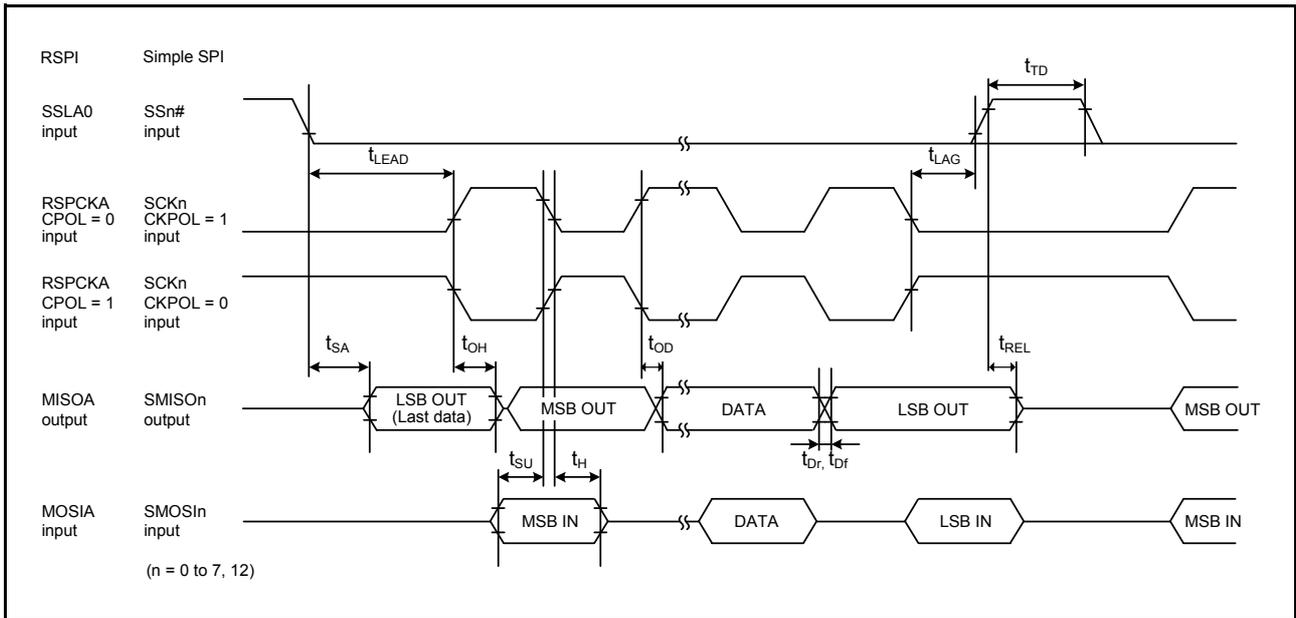 RSPI Simple SPI
SSLA0 input SSn# input
tTD
tLEAD
tLAG
RSPCKA CPOL = 0 input SCKn CKPOL = 1 input
RSPCKA CPOL = 1 input SCKn CKPOL = 0 input
tSA
tOH
tOD
tREL
MISOA output SMISOn output
LSB OUT (Last data)
MSB OUT
DATA
LSB OUT
MSB OUT
tSU
tH
tDr, tDf
MOSIA input SMOSIn input
MSB IN
DATA
LSB IN
MSB IN
(n = 0 to 7, 12)